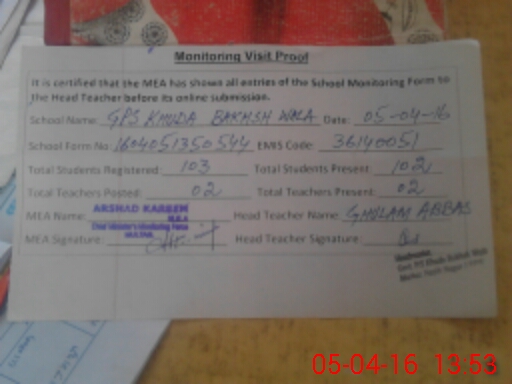 Monitoring Visit Proof
It is certified that the MEA has shown all entries of the School Monitoring Form to
the Head Teacher before its online submission.
School Name: GPS KHUDA BAKHSH WALA Date: 05-04-16
School Form No: 1604051350544 EMIS Code: 36140051
Total Students Registered: 103 Total Students Present: 102
Total Teachers Posted: 02 Total Teachers Present: 02
ARSHAD KAREEM
MEA Name: Head Teacher Name: GHULAM ABBAS
M.E.A
MEA Signature: Head Teacher Signature:
05-04-16 13:53